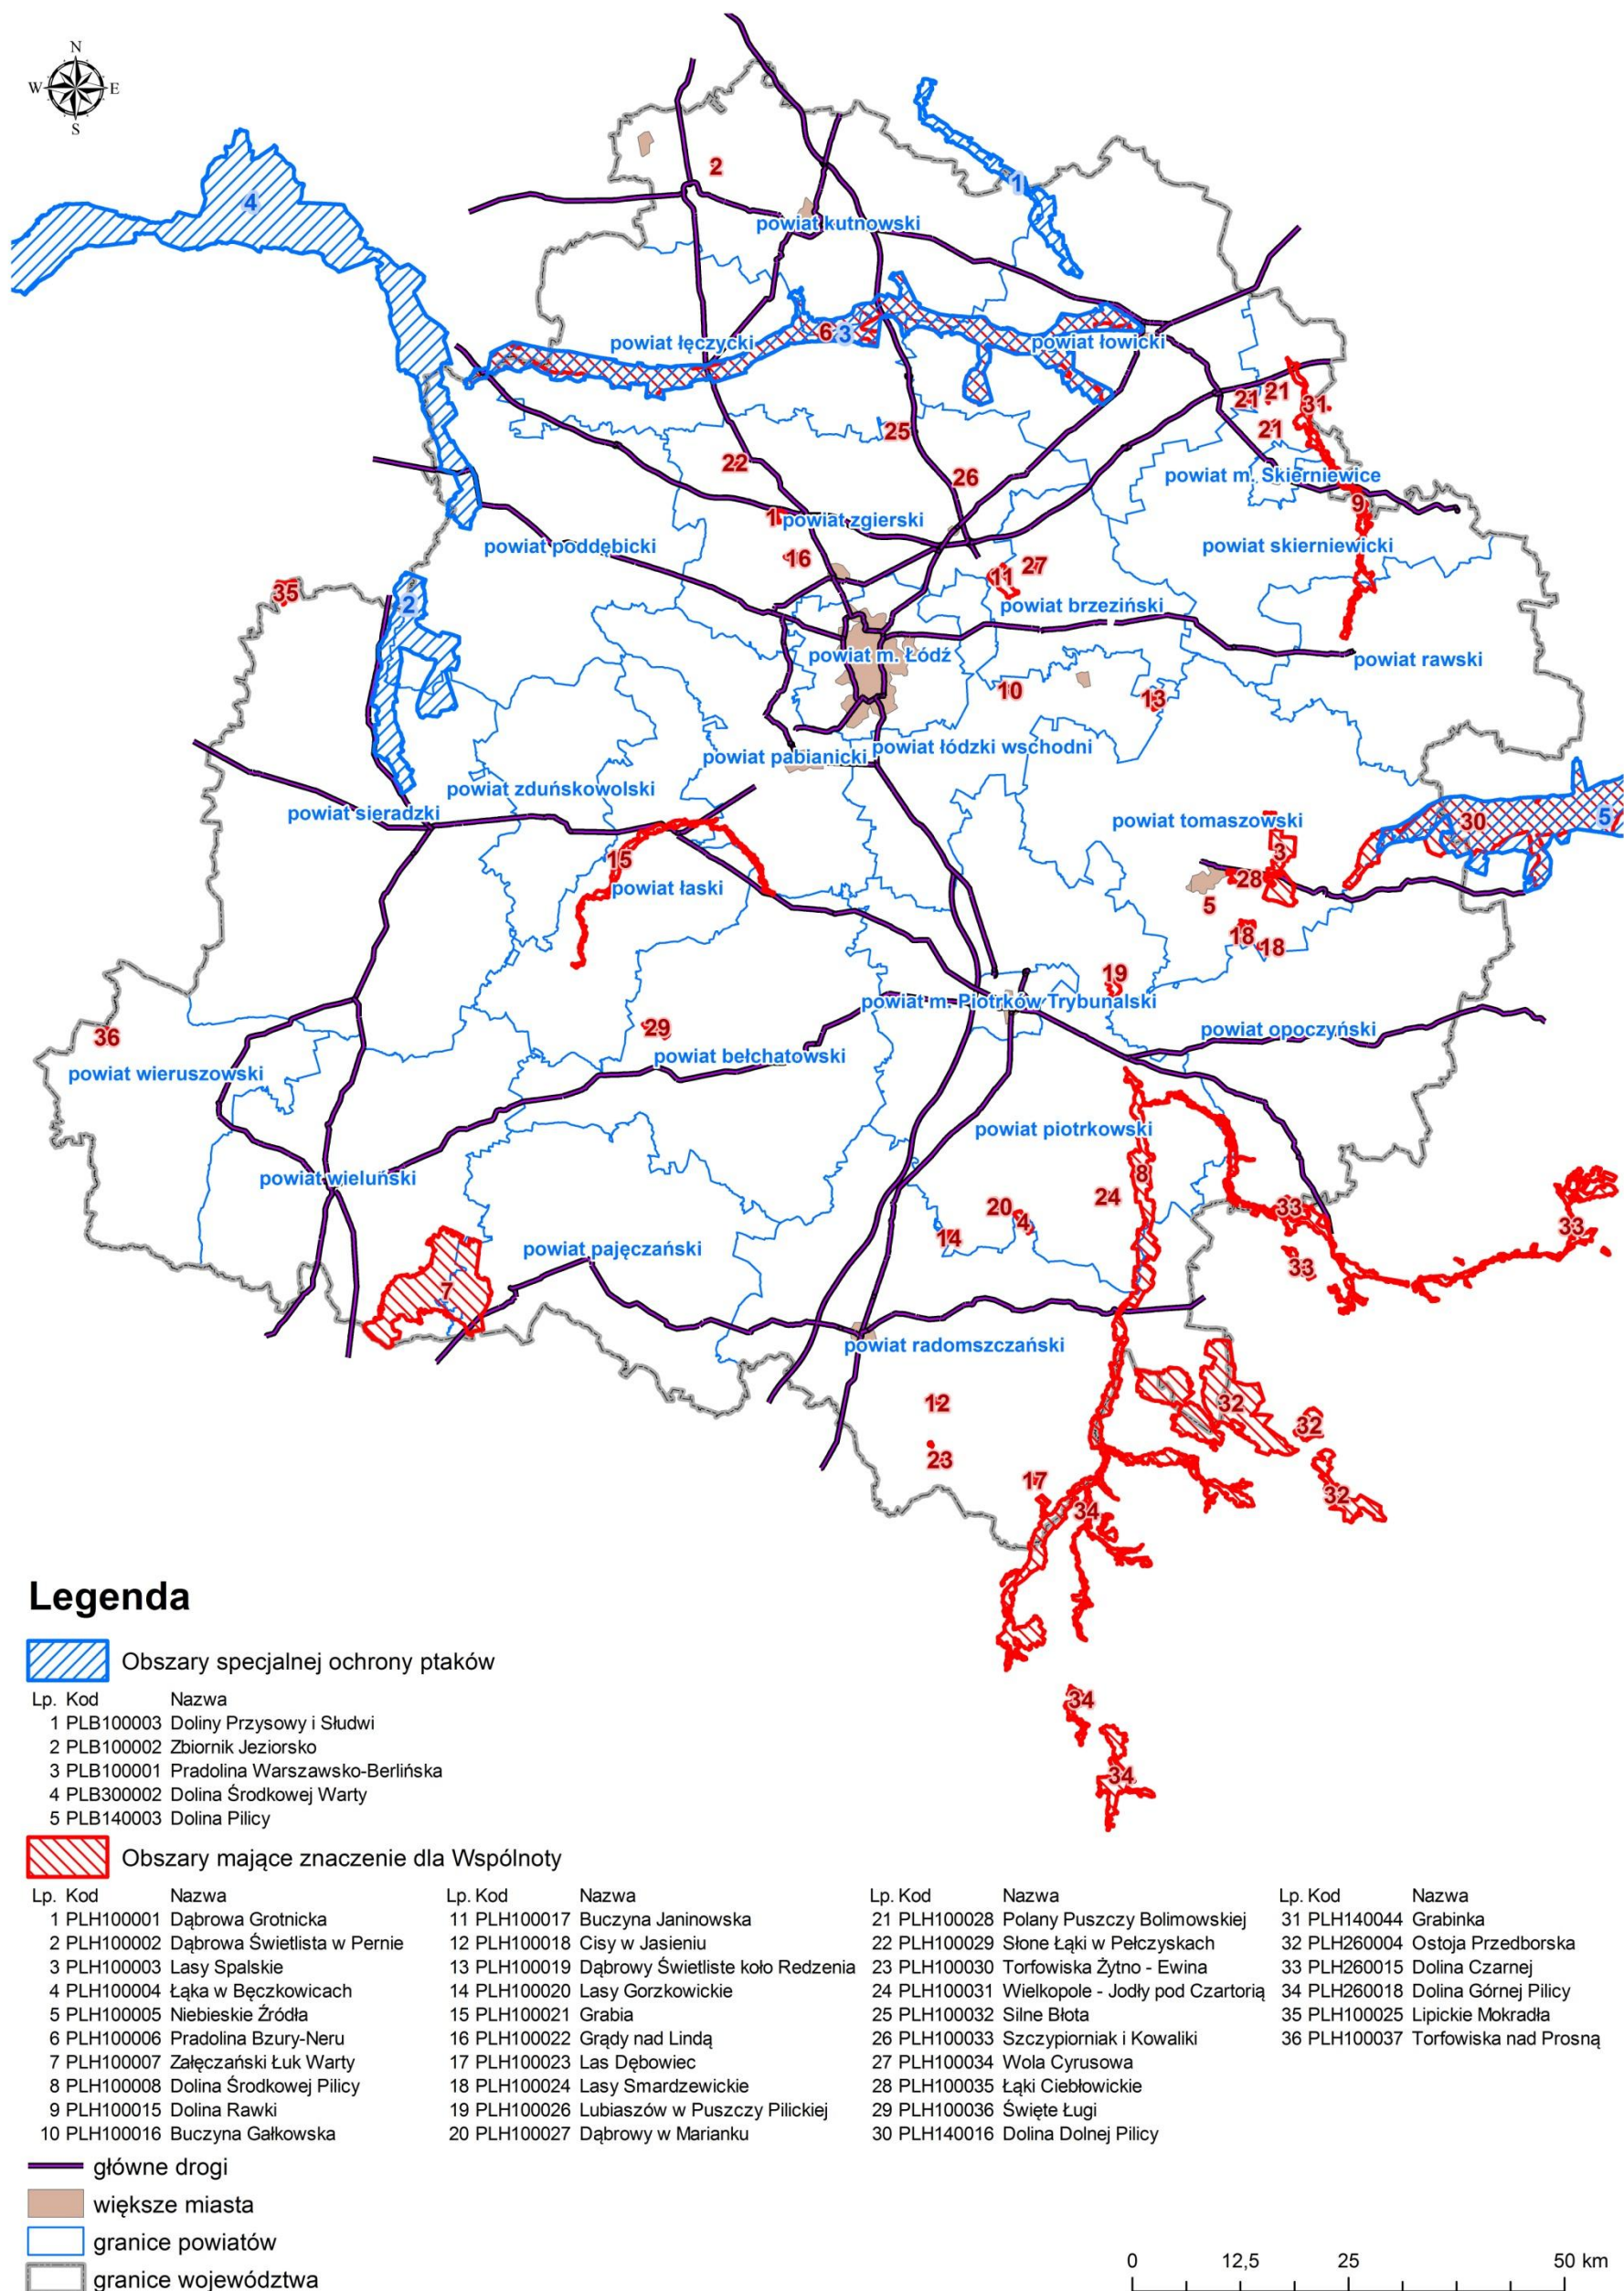 N
W E
S
2
1
4
powiat kutnowski
6 3
powiat łęczycki
powiat łowicki
21 21 31
25
21
22
26
powiat m. Skierniewice
9
1 powiat zgierski
powiat poddębicki
powiat skierniewicki
16
27
11
35
2
powiat brzeziński
powiat m. Łódź
powiat rawski
10
13
powiat pabianicki
powiat łódzki wschodni
powiat zduńskowolski
powiat sieradzki
powiat tomaszowski
30
5
3
15
28
powiat łaski
5
18
18
19
powiat m. Piotrków Trybunalski
29
powiat opoczyński
36
powiat bełchatowski
powiat wieruszowski
powiat piotrkowski
8
powiat wieluński
24
20
4
33
33
14
powiat pajęczański
33
7
powiat radomszczański
12
32
32
23
17
32
34
34
34
Legenda
Obszary specjalnej ochrony ptaków
Lp. Kod Nazwa
1 PLB100003 Doliny Przysowy i Słudwi
2 PLB100002 Zbiornik Jeziorsko
3 PLB100001 Pradolina Warszawsko-Berlińska
4 PLB300002 Dolina Środkowej Warty
5 PLB140003 Dolina Pilicy
Obszary mające znaczenie dla Wspólnoty
Lp. Kod Nazwa
1 PLH100001 Dąbrowa Grotnicka
2 PLH100002 Dąbrowa Świetlista w Pernie
3 PLH100003 Lasy Spalskie
4 PLH100004 Łąka w Bęczkowicach
5 PLH100005 Niebieskie Źródła
6 PLH100006 Pradolina Bzury-Neru
7 PLH100007 Załęczański Łuk Warty
8 PLH100008 Dolina Środkowej Pilicy
9 PLH100015 Dolina Rawki
10 PLH100016 Buczyna Gałkowska
Lp. Kod Nazwa
11 PLH100017 Buczyna Janinowska
12 PLH100018 Cisy w Jasieniu
13 PLH100019 Dąbrowy Świetliste koło Redzenia
14 PLH100020 Lasy Gorzkowickie
15 PLH100021 Grabia
16 PLH100022 Grądy nad Lindą
17 PLH100023 Las Dębowiec
18 PLH100024 Lasy Smardzewickie
19 PLH100026 Lubiaszów w Puszczy Pilickiej
20 PLH100027 Dąbrowy w Marianku
Lp. Kod Nazwa
21 PLH100028 Polany Puszczy Bolimowskiej
22 PLH100029 Słone Łąki w Pełczyskach
23 PLH100030 Torfowiska Żytno - Ewina
24 PLH100031 Wielkopole - Jodły pod Czartorią
25 PLH100032 Silne Błota
26 PLH100033 Szczypiorniak i Kowaliki
27 PLH100034 Wola Cyrusowa
28 PLH100035 Łąki Ciebłowickie
29 PLH100036 Święte Ługi
30 PLH140016 Dolina Dolnej Pilicy
Lp. Kod Nazwa
31 PLH140044 Grabinka
32 PLH260004 Ostoja Przedborska
33 PLH260015 Dolina Czarnej
34 PLH260018 Dolina Górnej Pilicy
35 PLH100025 Lipickie Mokradła
36 PLH100037 Torfowiska nad Prosną
główne drogi
większe miasta
granice powiatów
granice województwa
0 12,5 25 50 km